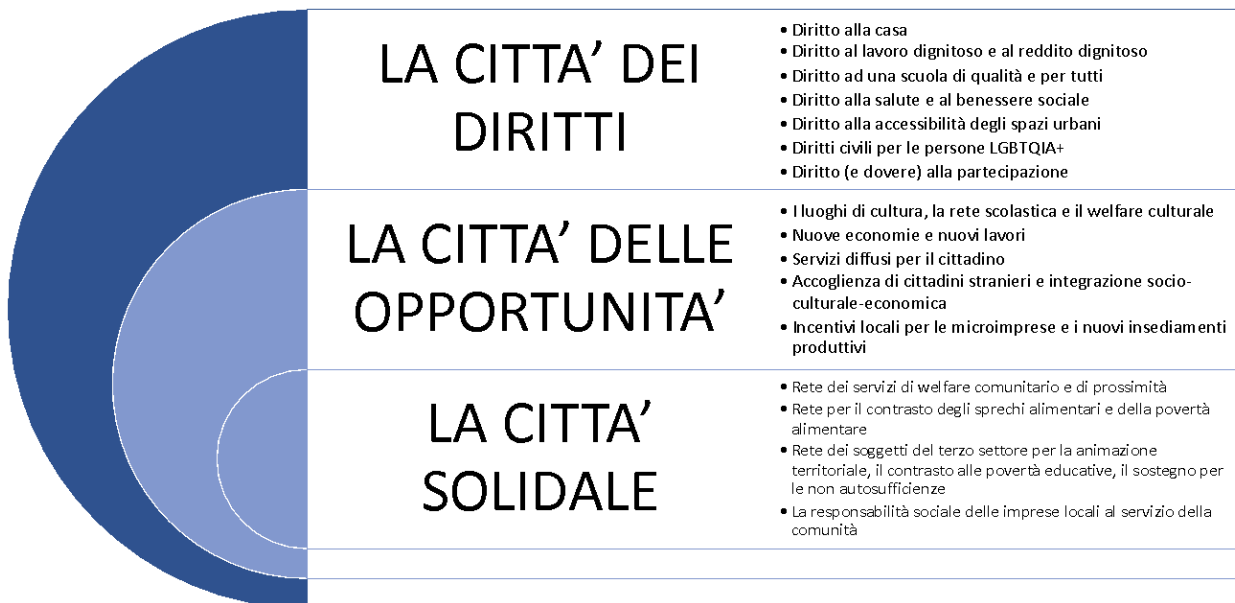 LA CITTA’ DEI
DIRITTI
• Diritto alla casa
• Diritto al lavoro dignitoso e al reddito dignitoso
• Diritto ad una scuola di qualità e per tutti
• Diritto alla salute e al benessere sociale
• Diritto alla accessibilità degli spazi urbani
• Diritti civili per le persone LGBTQIA+
• Diritto (e dovere) alla partecipazione
LA CITTA’ DELLE
OPPORTUNITA’
• I luoghi di cultura, la rete scolastica e il welfare culturale
• Nuove economie e nuovi lavori
• Servizi diffusi per il cittadino
• Accoglienza di cittadini stranieri e integrazione socio-
culturale-economica
• Incentivi locali per le microimprese e i nuovi insediamenti
produttivi
LA CITTA’
SOLIDALE
• Rete dei servizi di welfare comunitario e di prossimità
• Rete per il contrasto degli sprechi alimentari e della povertà
alimentare
• Rete dei soggetti del terzo settore per la animazione
territoriale, il contrasto alle povertà educative, il sostegno per
le non autosufficienze
• La responsabilità sociale delle imprese locali al servizio della
comunità